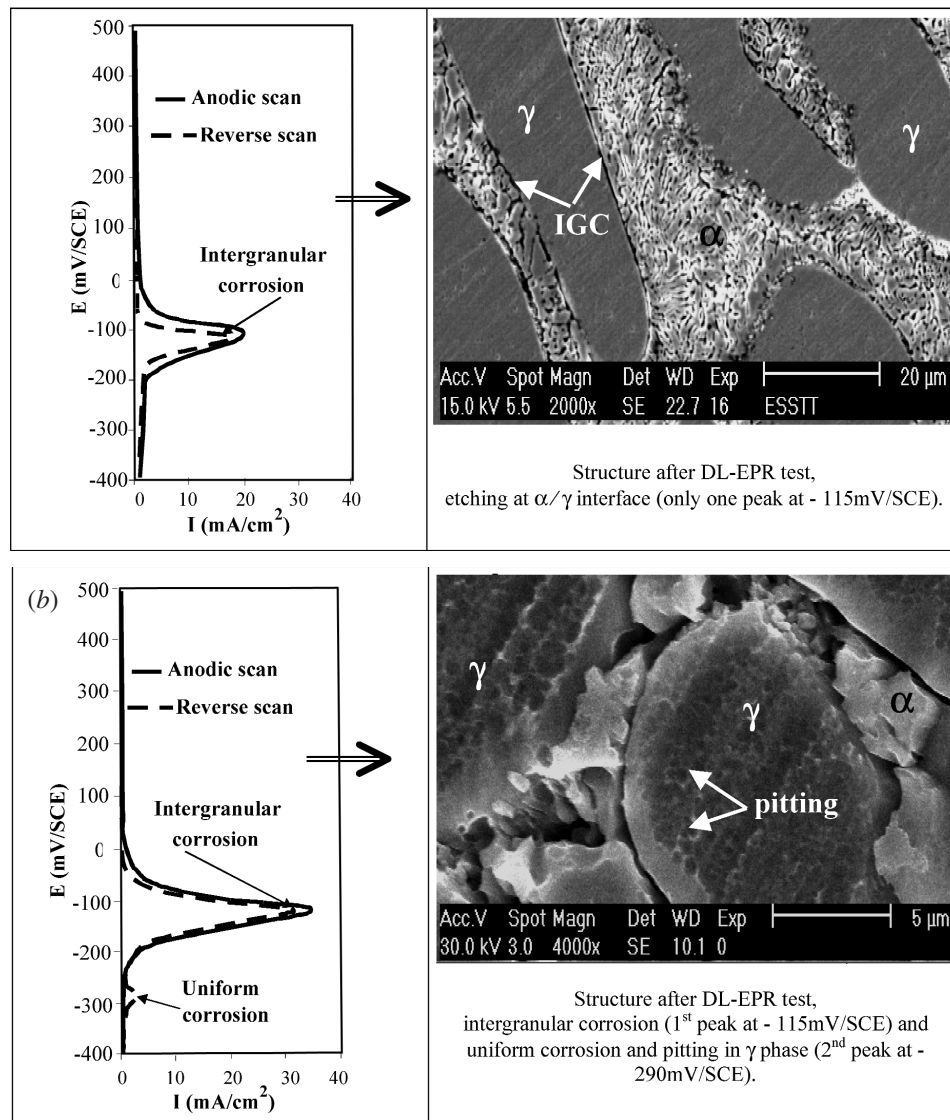 500
400
300
200
100
0
-100
-200
-300
-400
E (mV/SCE)
Anodic scan
Reverse scan
Intergranular
corrosion
0 10 20 30 40
I (mA/cm²)
γ
γ
IGC
α
Acc.V Spot Magn Det WD Exp 20 µm
15.0 kV 5.5 2000x SE 22.7 16 ESSTT
Structure after DL-EPR test,
etching at α/γ interface (only one peak at - 115mV/SCE).
(b)
500
400
300
200
100
0
-100
-200
-300
-400
E (mV/SCE)
Anodic scan
Reverse scan
Intergranular
corrosion
Uniform
corrosion
0 10 20 30 40
I (mA/cm²)
γ
γ
α
pitting
Acc.V Spot Magn Det WD Exp 5 µm
30.0 kV 3.0 4000x SE 10.1 0
Structure after DL-EPR test,
intergranular corrosion (1st peak at - 115mV/SCE) and
uniform corrosion and pitting in γ phase (2nd peak at -
290mV/SCE).